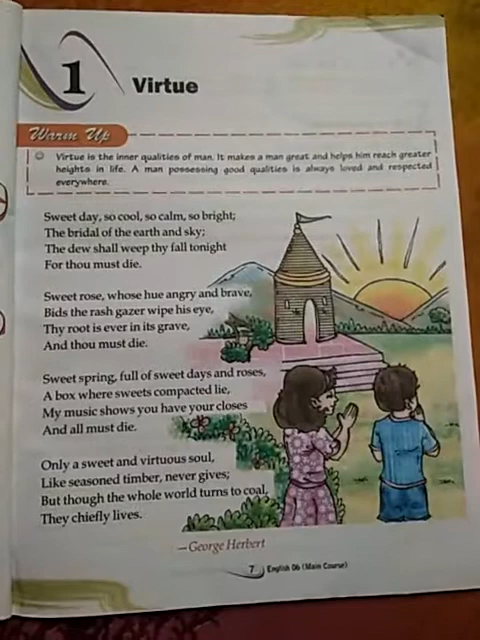 1
Virtue
Warm Up
Virtue is the inner qualities of man. It makes a man great and helps him reach greater
heights in life. A man possessing good qualities is always loved and respected
everywhere.
Sweet day, so cool, so calm, so bright;
The bridal of the earth and sky;
The dew shall weep thy fall tonight
For thou must die.
Sweet rose, whose hue angry and brave,
Bids the rash gazer wipe his eye,
Thy root is ever in its grave,
And thou must die.
Sweet spring, full of sweet days and roses,
A box where sweets compacted lie,
My music shows you have your closes
And all must die.
Only a sweet and virtuous soul,
Like seasoned timber, never gives;
But though the whole world turns to coal,
They chiefly lives.
—George Herbert
7 English 06 (Main Course)